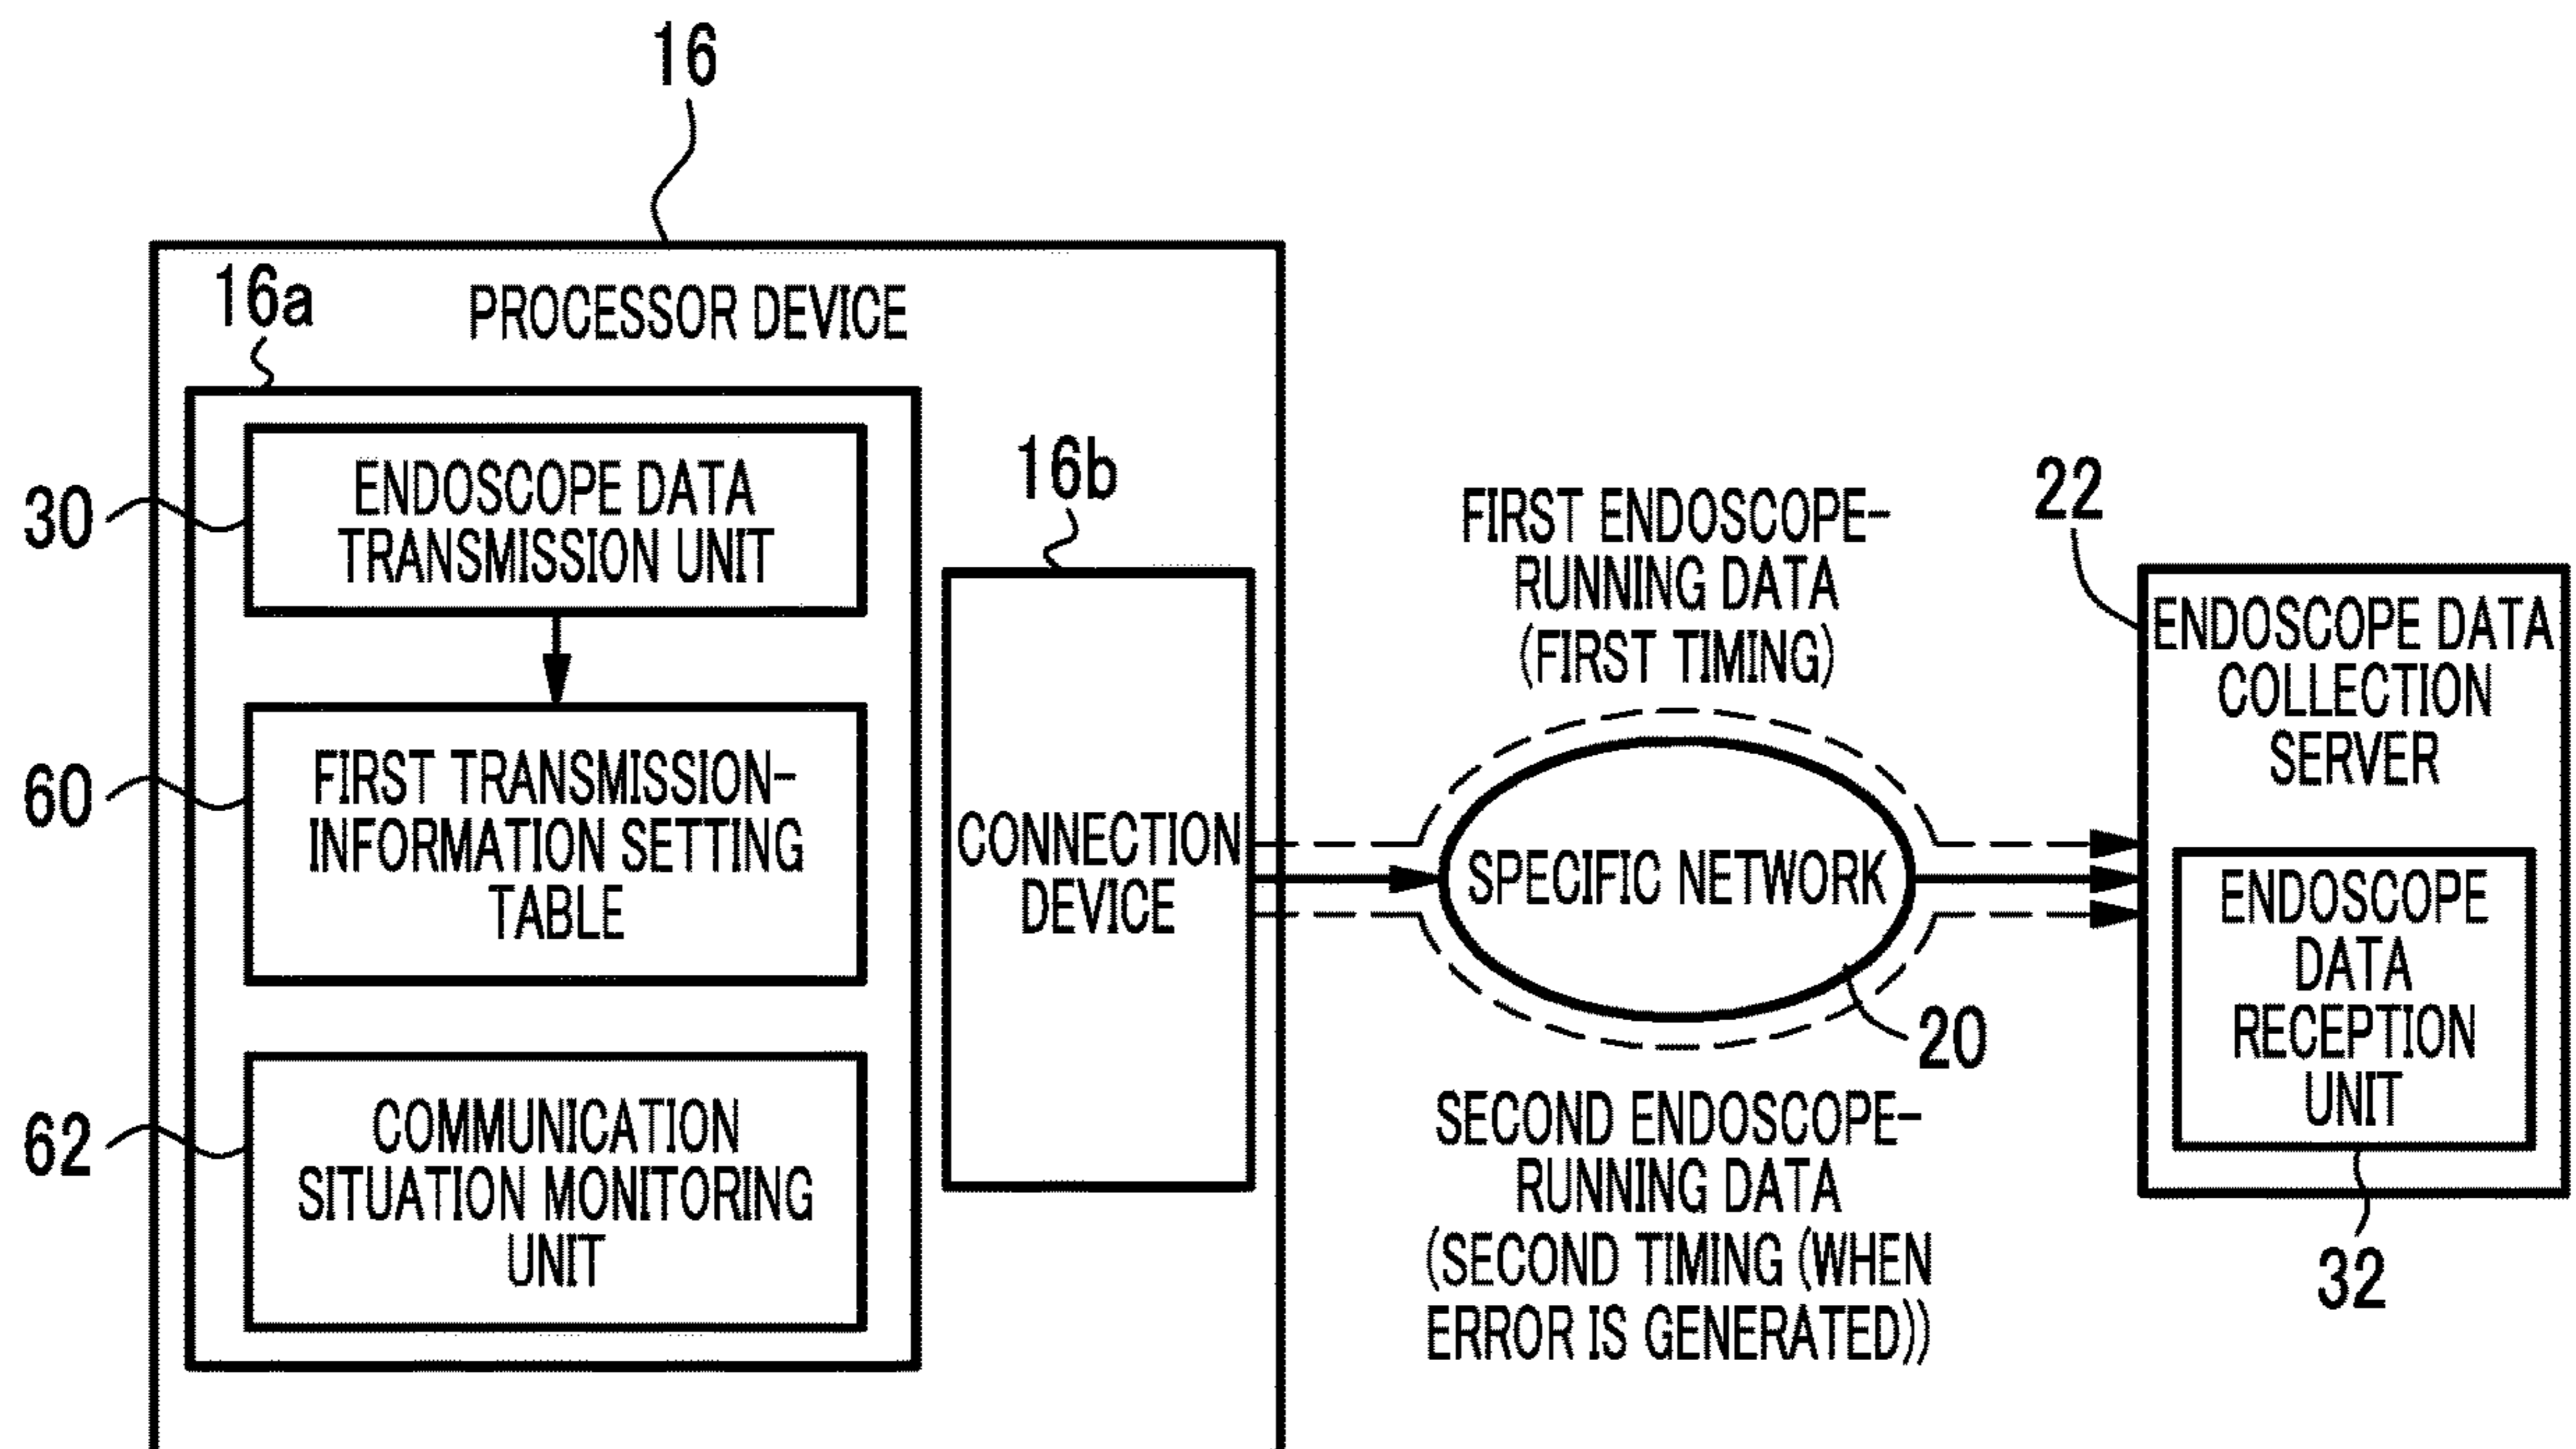 16
16a
PROCESSOR DEVICE
30
ENDOSCOPE DATA
TRANSMISSION UNIT
60
FIRST TRANSMISSION-
INFORMATION SETTING
TABLE
62
COMMUNICATION
SITUATION MONITORING
UNIT
16b
CONNECTION
DEVICE
FIRST ENDOSCOPE-
RUNNING DATA
(FIRST TIMING)
SPECIFIC NETWORK
20
SECOND ENDOSCOPE-
RUNNING DATA
(SECOND TIMING (WHEN
ERROR IS GENERATED))
22
ENDOSCOPE DATA
COLLECTION
SERVER
ENDOSCOPE
DATA
RECEPTION
UNIT
32